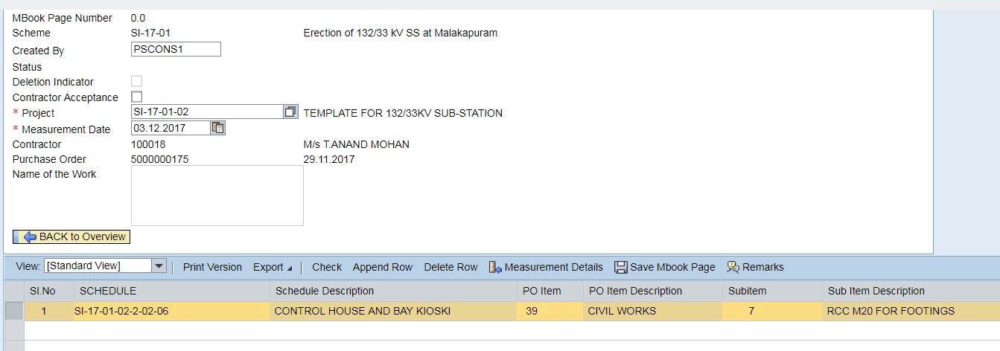 MBook Page Number 0.0
Scheme SI-17-01 Erection of 132/33 kV SS at Malakapuram
Created By PSCONS1
Status
Deletion Indicator
Contractor Acceptance
* Project SI-17-01-02 TEMPLATE FOR 132/33KV SUB-STATION
* Measurement Date 03.12.2017
Contractor 100018 M/s T.ANAND MOHAN
Purchase Order 5000000175 29.11.2017
Name of the Work
BACK to Overview
View: [Standard View] Print Version Export Check Append Row Delete Row Measurement Details Save Mbook Page Remarks
Sl.No SCHEDULE Schedule Description PO Item PO Item Description Subitem Sub Item Description
1 SI-17-01-02-2-02-06 CONTROL HOUSE AND BAY KIOSKI 39 CIVIL WORKS 7 RCC M20 FOR FOOTINGS